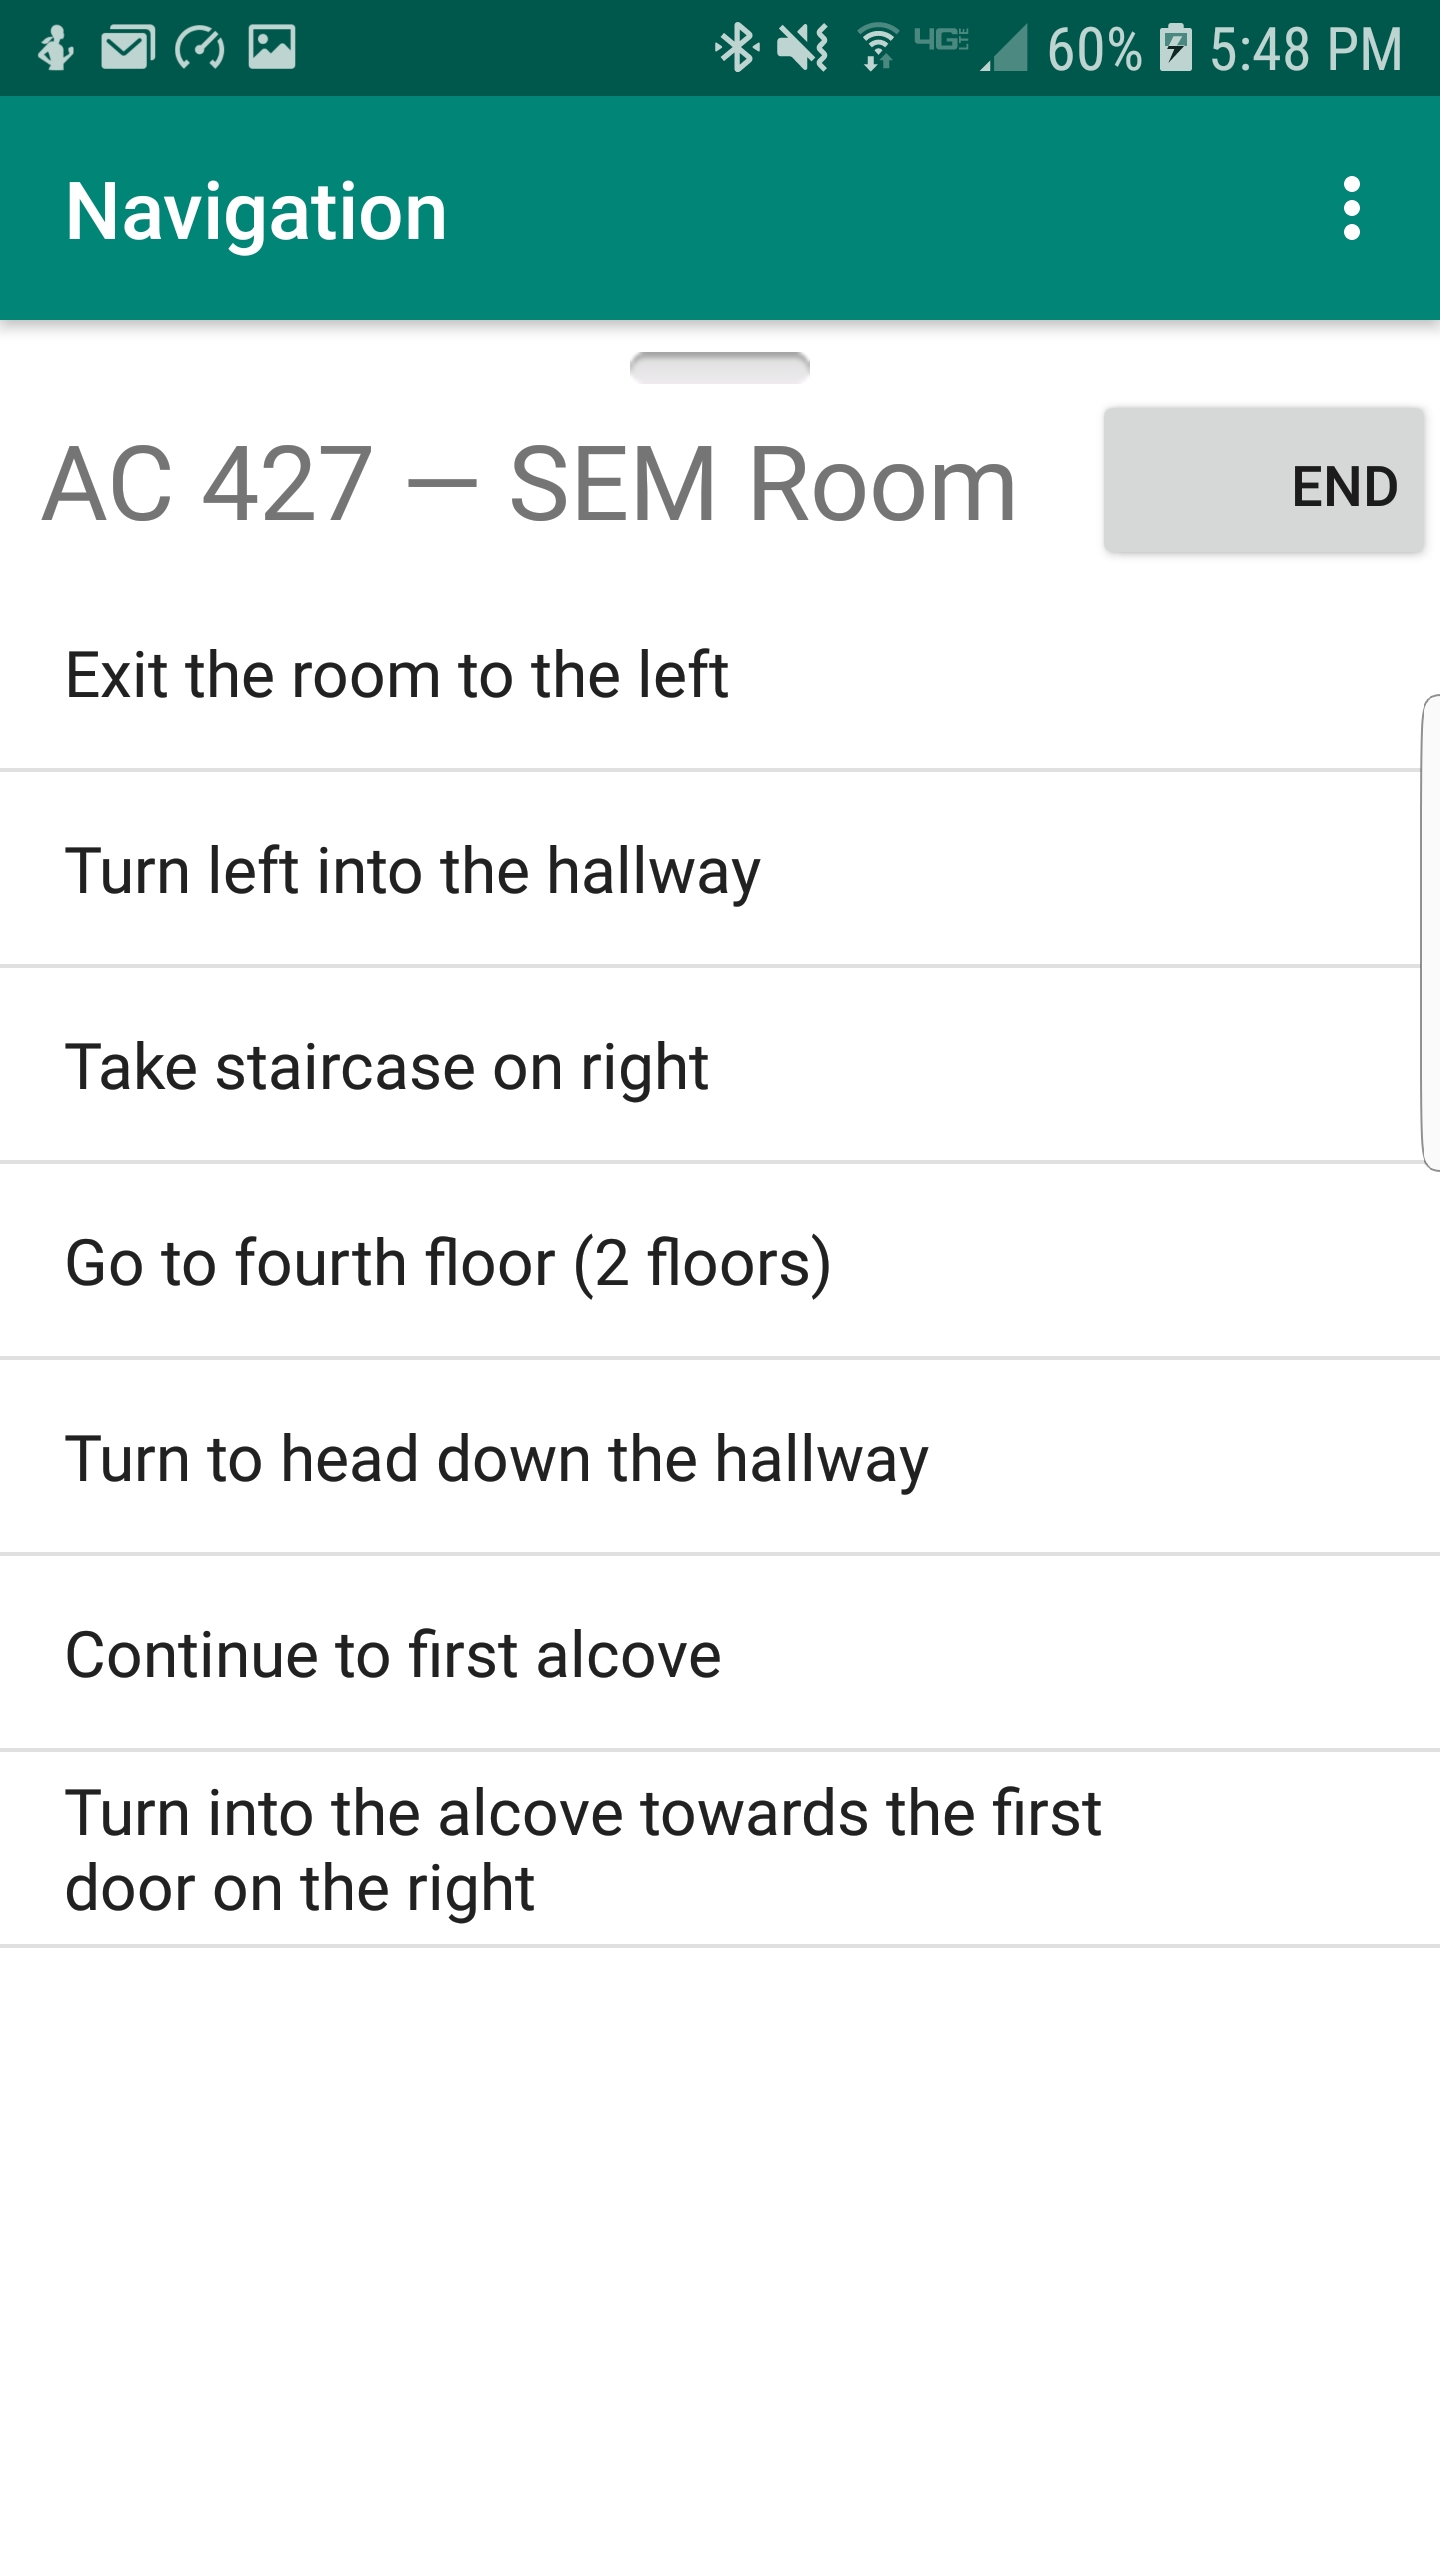 4G LTE 60% 5:48 PM
Navigation
AC 427 — SEM Room END
Exit the room to the left
Turn left into the hallway
Take staircase on right
Go to fourth floor (2 floors)
Turn to head down the hallway
Continue to first alcove
Turn into the alcove towards the first
door on the right